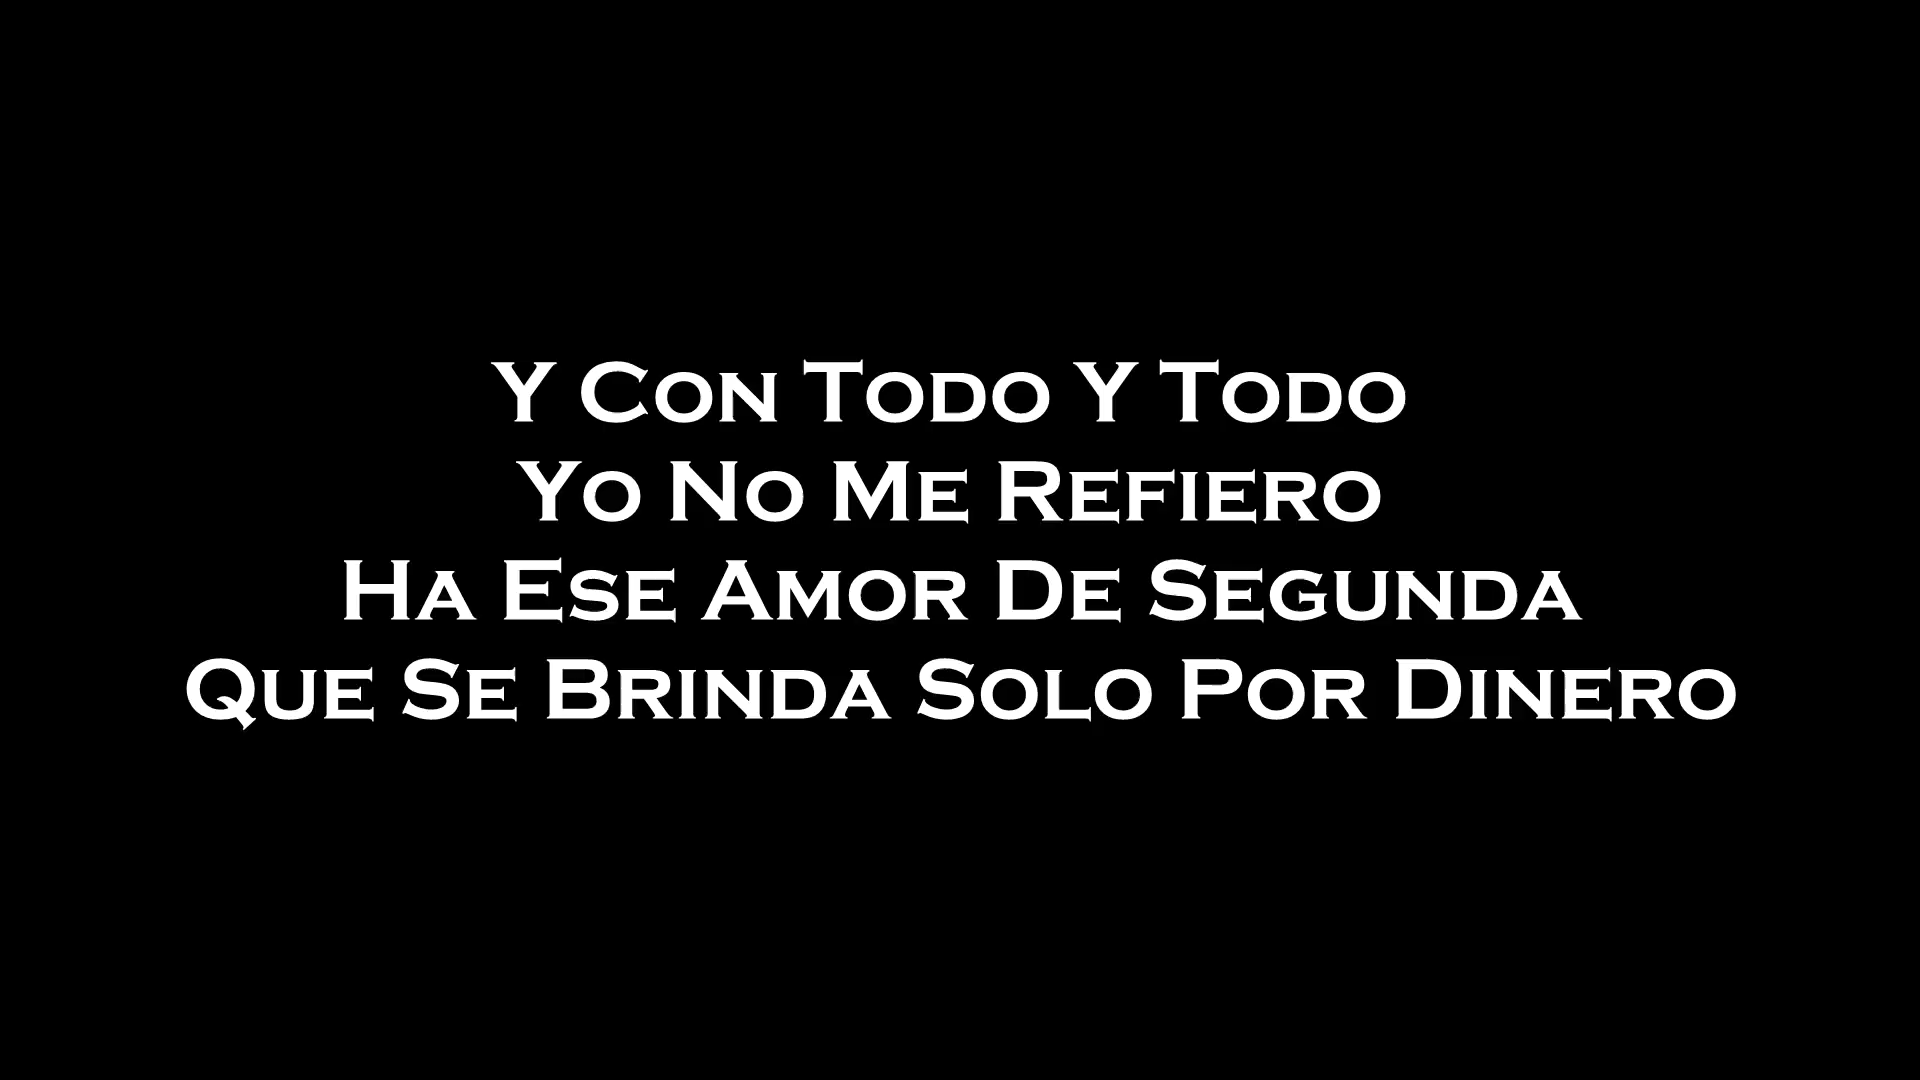 Y Con Todo Y Todo
Yo No Me Refiero
Ha Ese Amor De Segunda
Que Se Brinda Solo Por Dinero